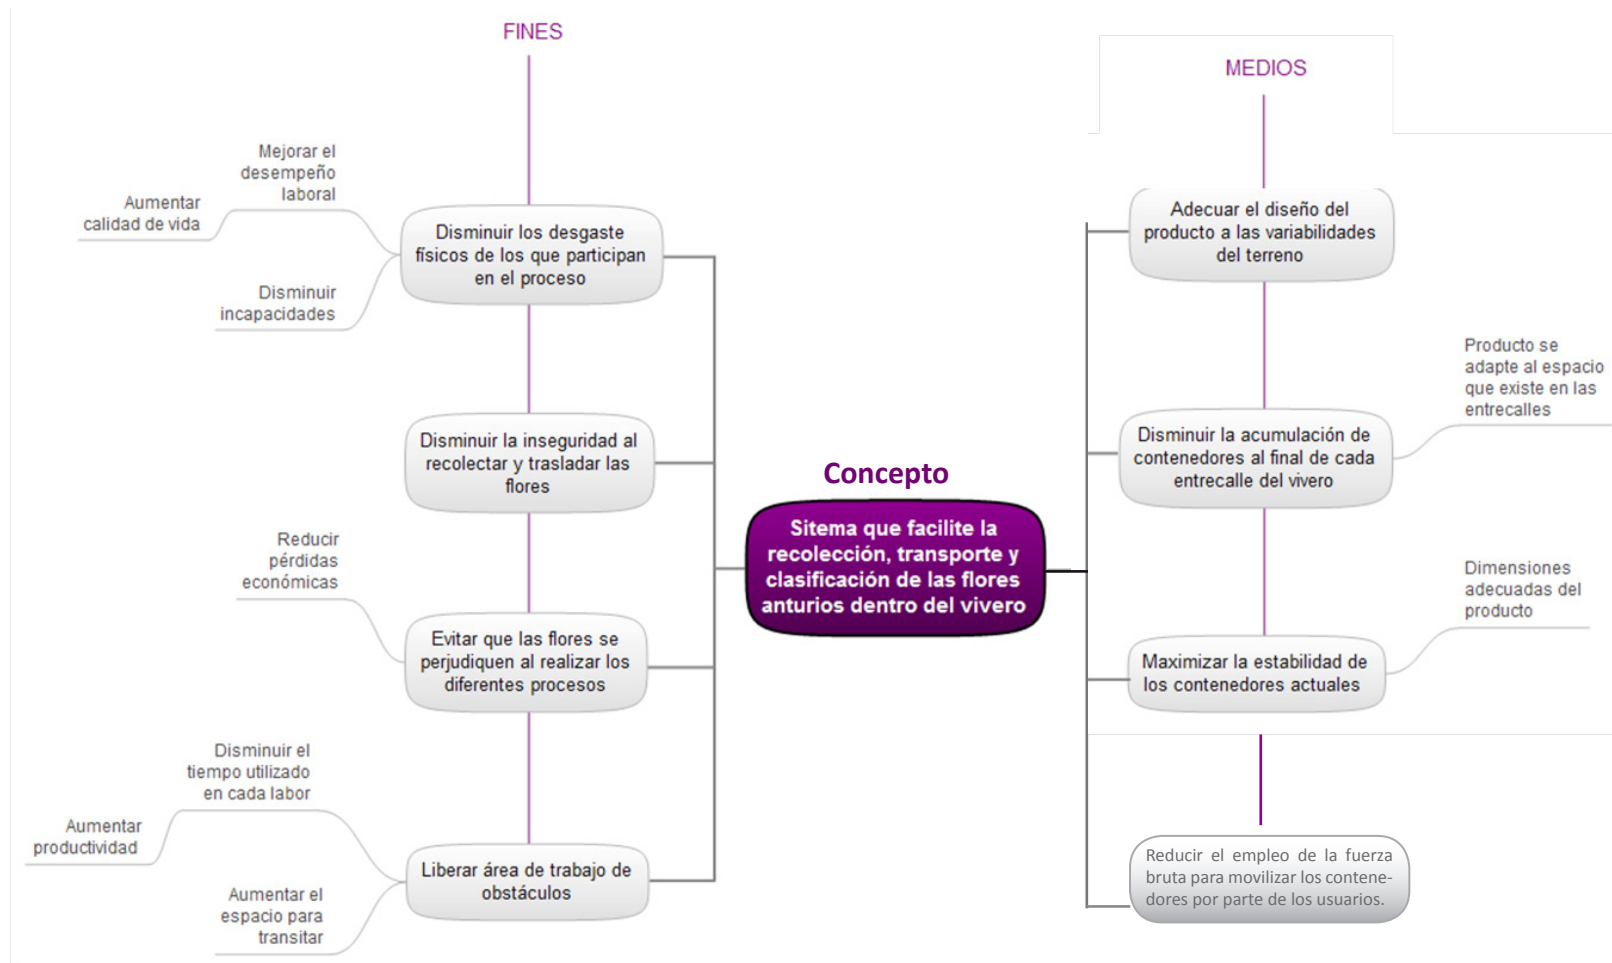 FINES
Mejorar el
desempeño
laboral
Aumentar
calidad de vida
Disminuir
incapacidades
Disminuir los desgaste
físicos de los que participan
en el proceso
Disminuir la inseguridad al
recolectar y trasladar las
flores
Reducir
pérdidas
económicas
Evitar que las flores se
perjudiquen al realizar los
diferentes procesos
Disminuir el
tiempo utilizado
en cada labor
Aumentar
productividad
Aumentar el
espacio para
transitar
Liberar área de trabajo de
obstáculos
Concepto
Sitema que facilite la
recolección, transporte y
clasificación de las flores
anturios dentro del vivero
MEDIOS
Adecuar el diseño del
producto a las variabilidades
del terreno
Disminuir la acumulación de
contenedores al final de cada
entrecalle del vivero
Producto se
adapte al espacio
que existe en las
entrecalles
Maximizar la estabilidad de
los contenedores actuales
Dimensiones
adecuadas del
producto
Reducir el empleo de la fuerza
bruta para movilizar los contene-
dores por parte de los usuarios.